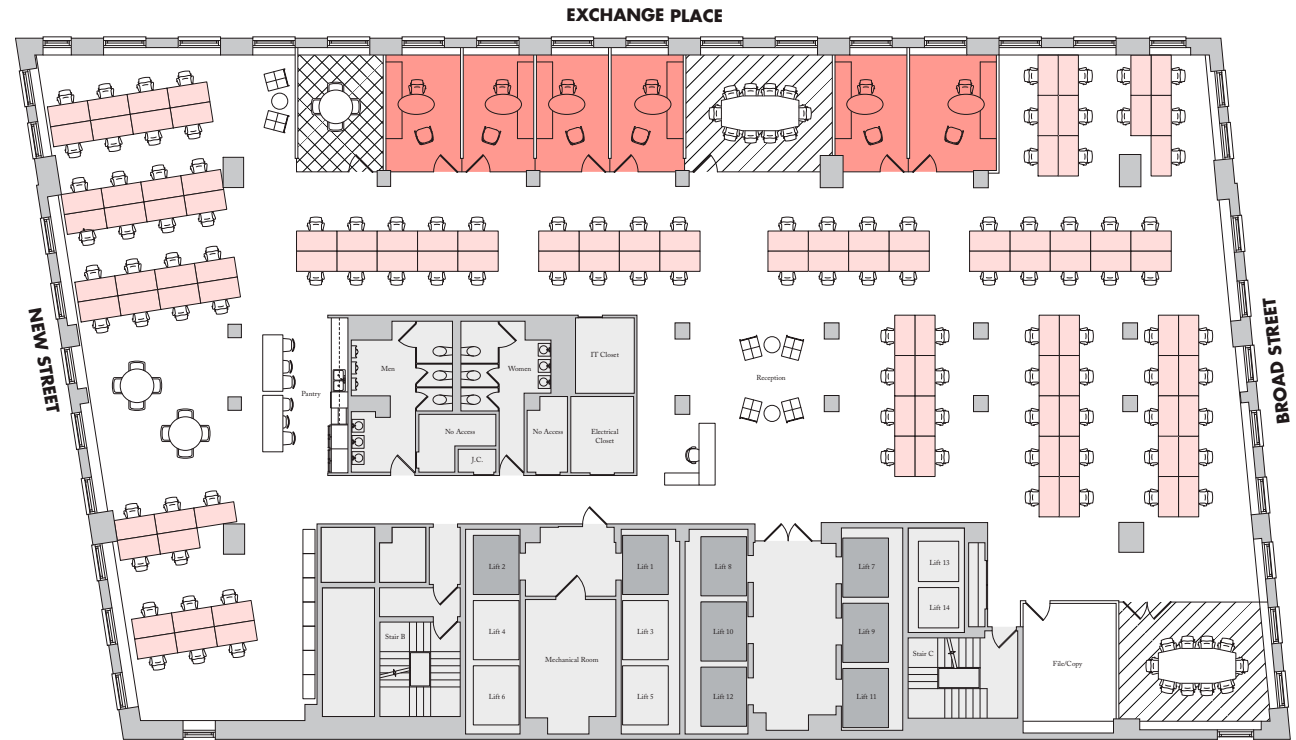 EXCHANGE PLACE
NEW STREET
BROAD STREET
Men
Women
IT Closet
Pantry
Reception
No Access
No Access
Electrical
Closet
J.C.
Lift 2
Lift 1
Lift 8
Lift 7
Lift 13
Lift 14
Lift 4
Lift 3
Lift 10
Lift 9
Stair B
Stair C
Mechanical Room
File/Copy
Lift 6
Lift 5
Lift 12
Lift 11